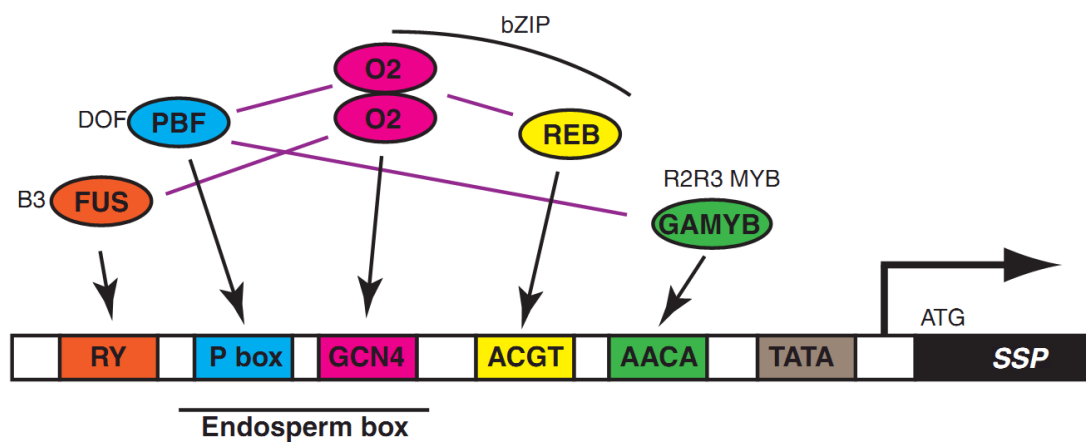 bZIP
O2
DOF PBF
O2
REB
B3 FUS
R2R3 MYB
GAMYB
ATG
RY P box GCN4 ACGT AACA TATA SSP
Endosperm box